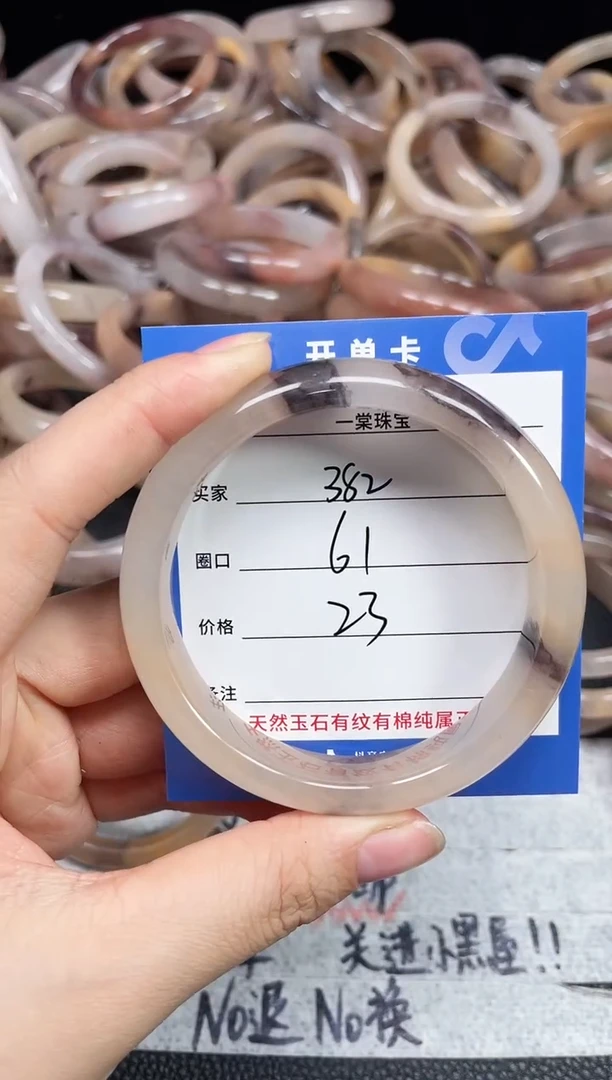 开单卡
一棠珠宝
买家 382
圈口 61
价格 23
备注
天然玉石有纹有棉纯属正
关进小黑屋!!
No退 No换